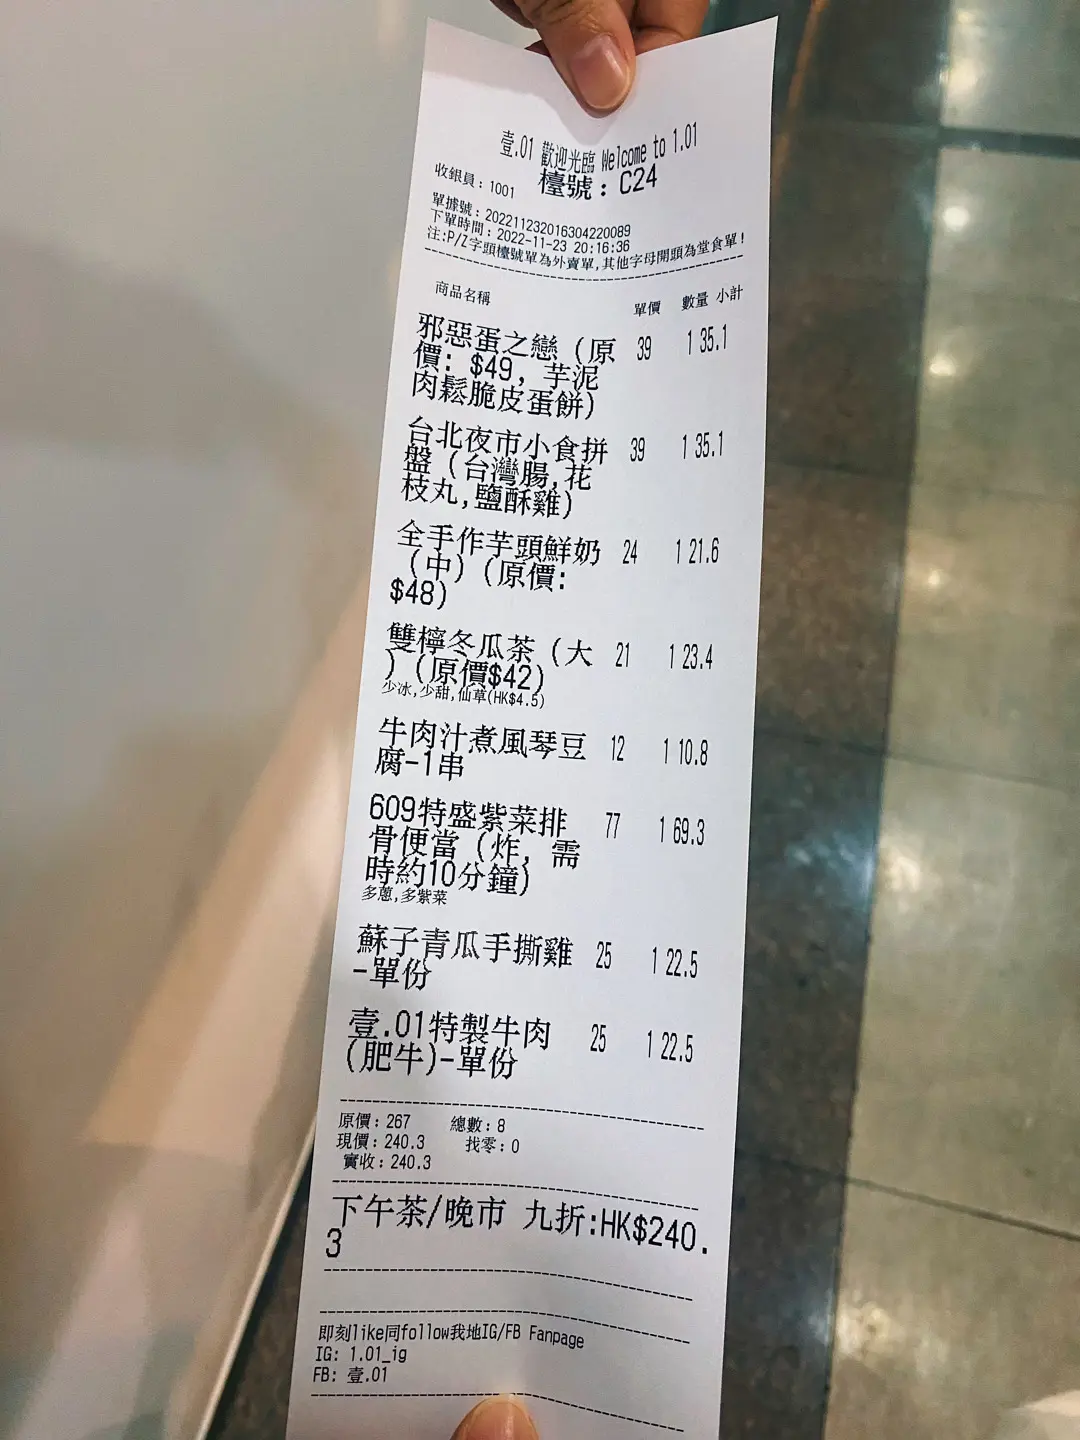 壹.01 歡迎光臨 Welcome to 1.01
收銀員：1001 檯號：C24
單據號：202211232016304220089
下單時間：2022-11-23 20:16:36
注:P/Z字頭檯號單為外賣單,其他字母開頭為堂食單!
商品名稱 單價 數量 小計
邪惡蛋之戀（原 39 1 35.1
價：$49, 芋泥
肉鬆脆皮蛋餅）
台北夜市小食拼 39 1 35.1
盤（台灣腸,花
枝丸,鹽酥雞）
全手作芋頭鮮奶 24 1 21.6
（中）（原價：
$48）
雙檸冬瓜茶（大 21 1 23.4
）（原價$42）
少冰,少甜,仙草(HK$4.5)
牛肉汁煮風琴豆 12 1 10.8
腐-1串
609特盛紫菜排 77 1 69.3
骨便當（炸, 需
時約10分鐘）
多蔥,多紫菜
蘇子青瓜手撕雞 25 1 22.5
-單份
壹.01特製牛肉 25 1 22.5
(肥牛)-單份
原價：267 總數：8
現價：240.3 找零：0
實收：240.3
下午茶/晚市 九折:HK$240.
3
即刻like同follow我地IG/FB Fanpage
IG: 1.01_ig
FB: 壹.01